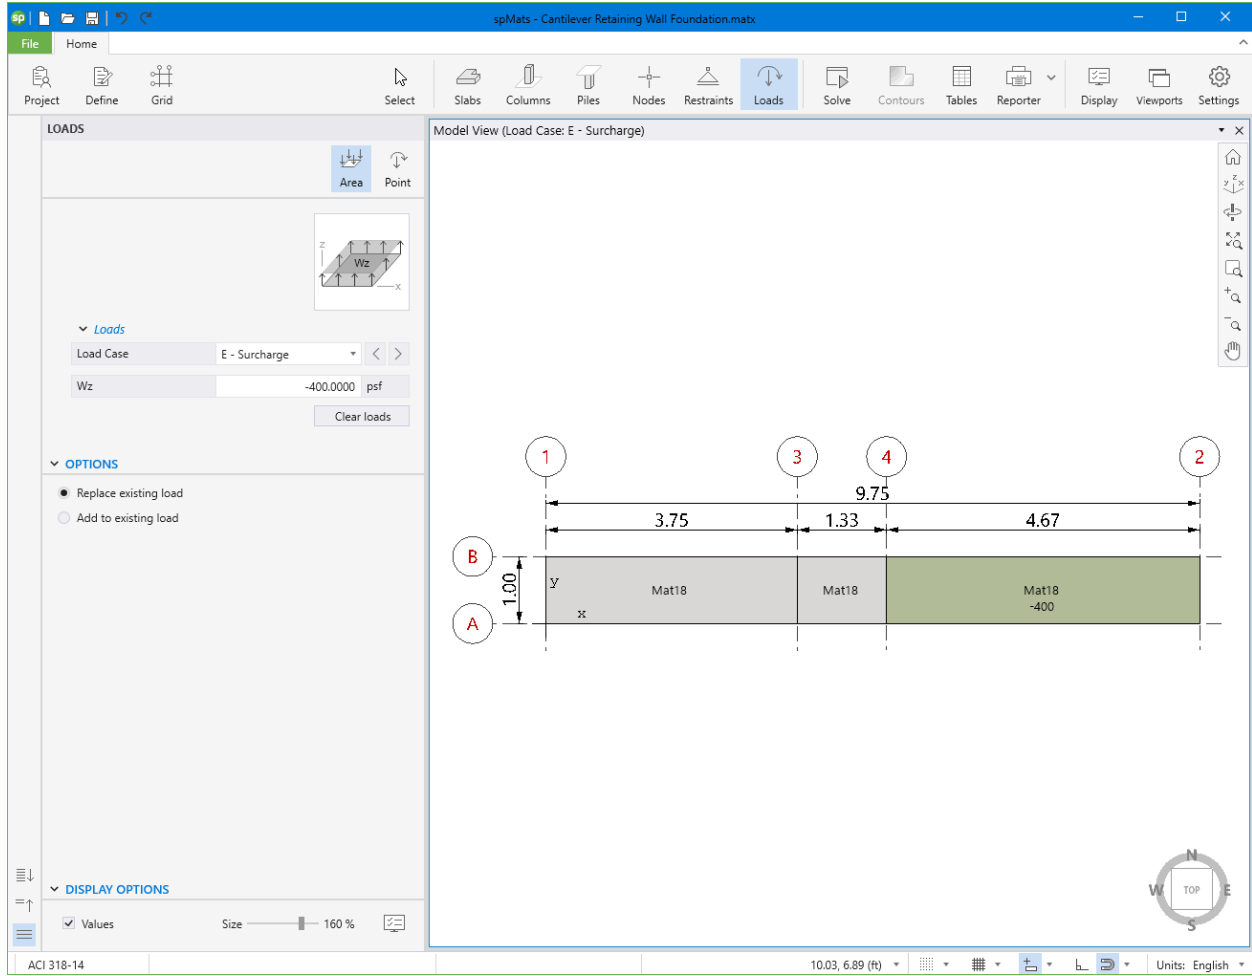 sp
spMats - Cantilever Retaining Wall Foundation.matx
File Home
Project Define Grid Select Slabs Columns Piles Nodes Restraints Loads Solve Contours Tables Reporter Display Viewports Settings
LOADS
Area Point
z
Wz
x
Loads
Load Case E - Surcharge
Wz -400.0000 psf
Clear loads
OPTIONS
Replace existing load
Add to existing load
DISPLAY OPTIONS
Values Size 160 %
Model View (Load Case: E - Surcharge)
y z x
1 3 4 2
9.75
3.75 1.33 4.67
B
A
1.00
y
x
Mat18 Mat18 Mat18
-400
N
W TOP E
S
ACI 318-14 10.03, 6.89 (ft) Units: English